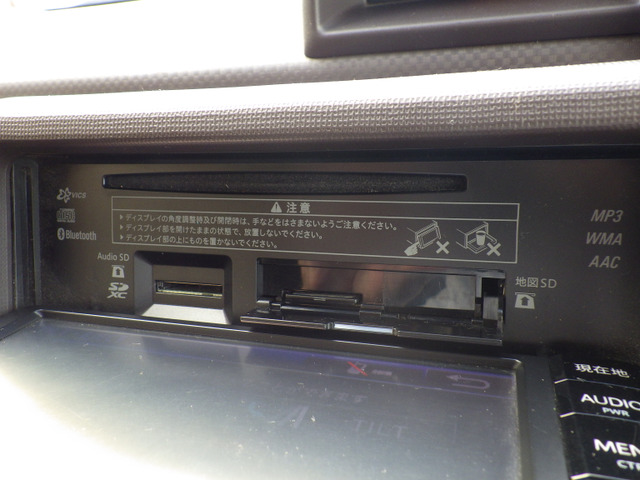 注意
ディスプレイの角度調整時及び開閉時は、手などをはさまないようご注意ください。
ディスプレイ部を開けたままの状態で、放置しないでください。
ディスプレイ部の上にものを置かないでください。
VICS
Bluetooth
Audio SD
SD
XC
地図SD
MP3
WMA
AAC
TILT
現在地
AUDIO
PWR
MEN